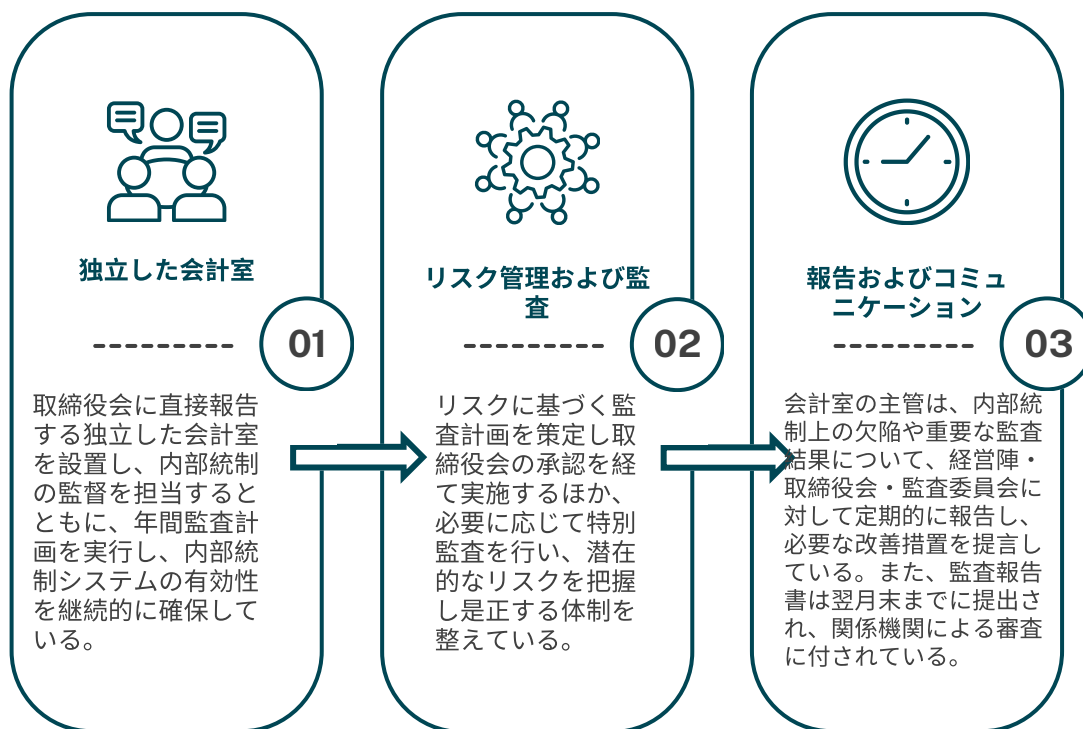 独立した会計室
01
取締役会に直接報告
する独立した会計室
を設置し、内部統制
の監督を担当すると
ともに、年間監査計
画を実行し、内部統
制システムの有効性
を継続的に確保して
いる。
リスク管理および監
査
02
リスクに基づく監
査計画を策定し取
締役会の承認を経
て実施するほか、
必要に応じて特別
監査を行い、潜在
的なリスクを把握
し是正する体制を
整えている。
報告およびコミュ
ニケーション
03
会計室の主管は、内部統
制上の欠陥や重要な監査
結果について、経営陣・
取締役会・監査委員会に
対して定期的に報告し、
必要な改善措置を提言し
ている。また、監査報告
書は翌月末までに提出さ
れ、関係機関による審査
に付されている。